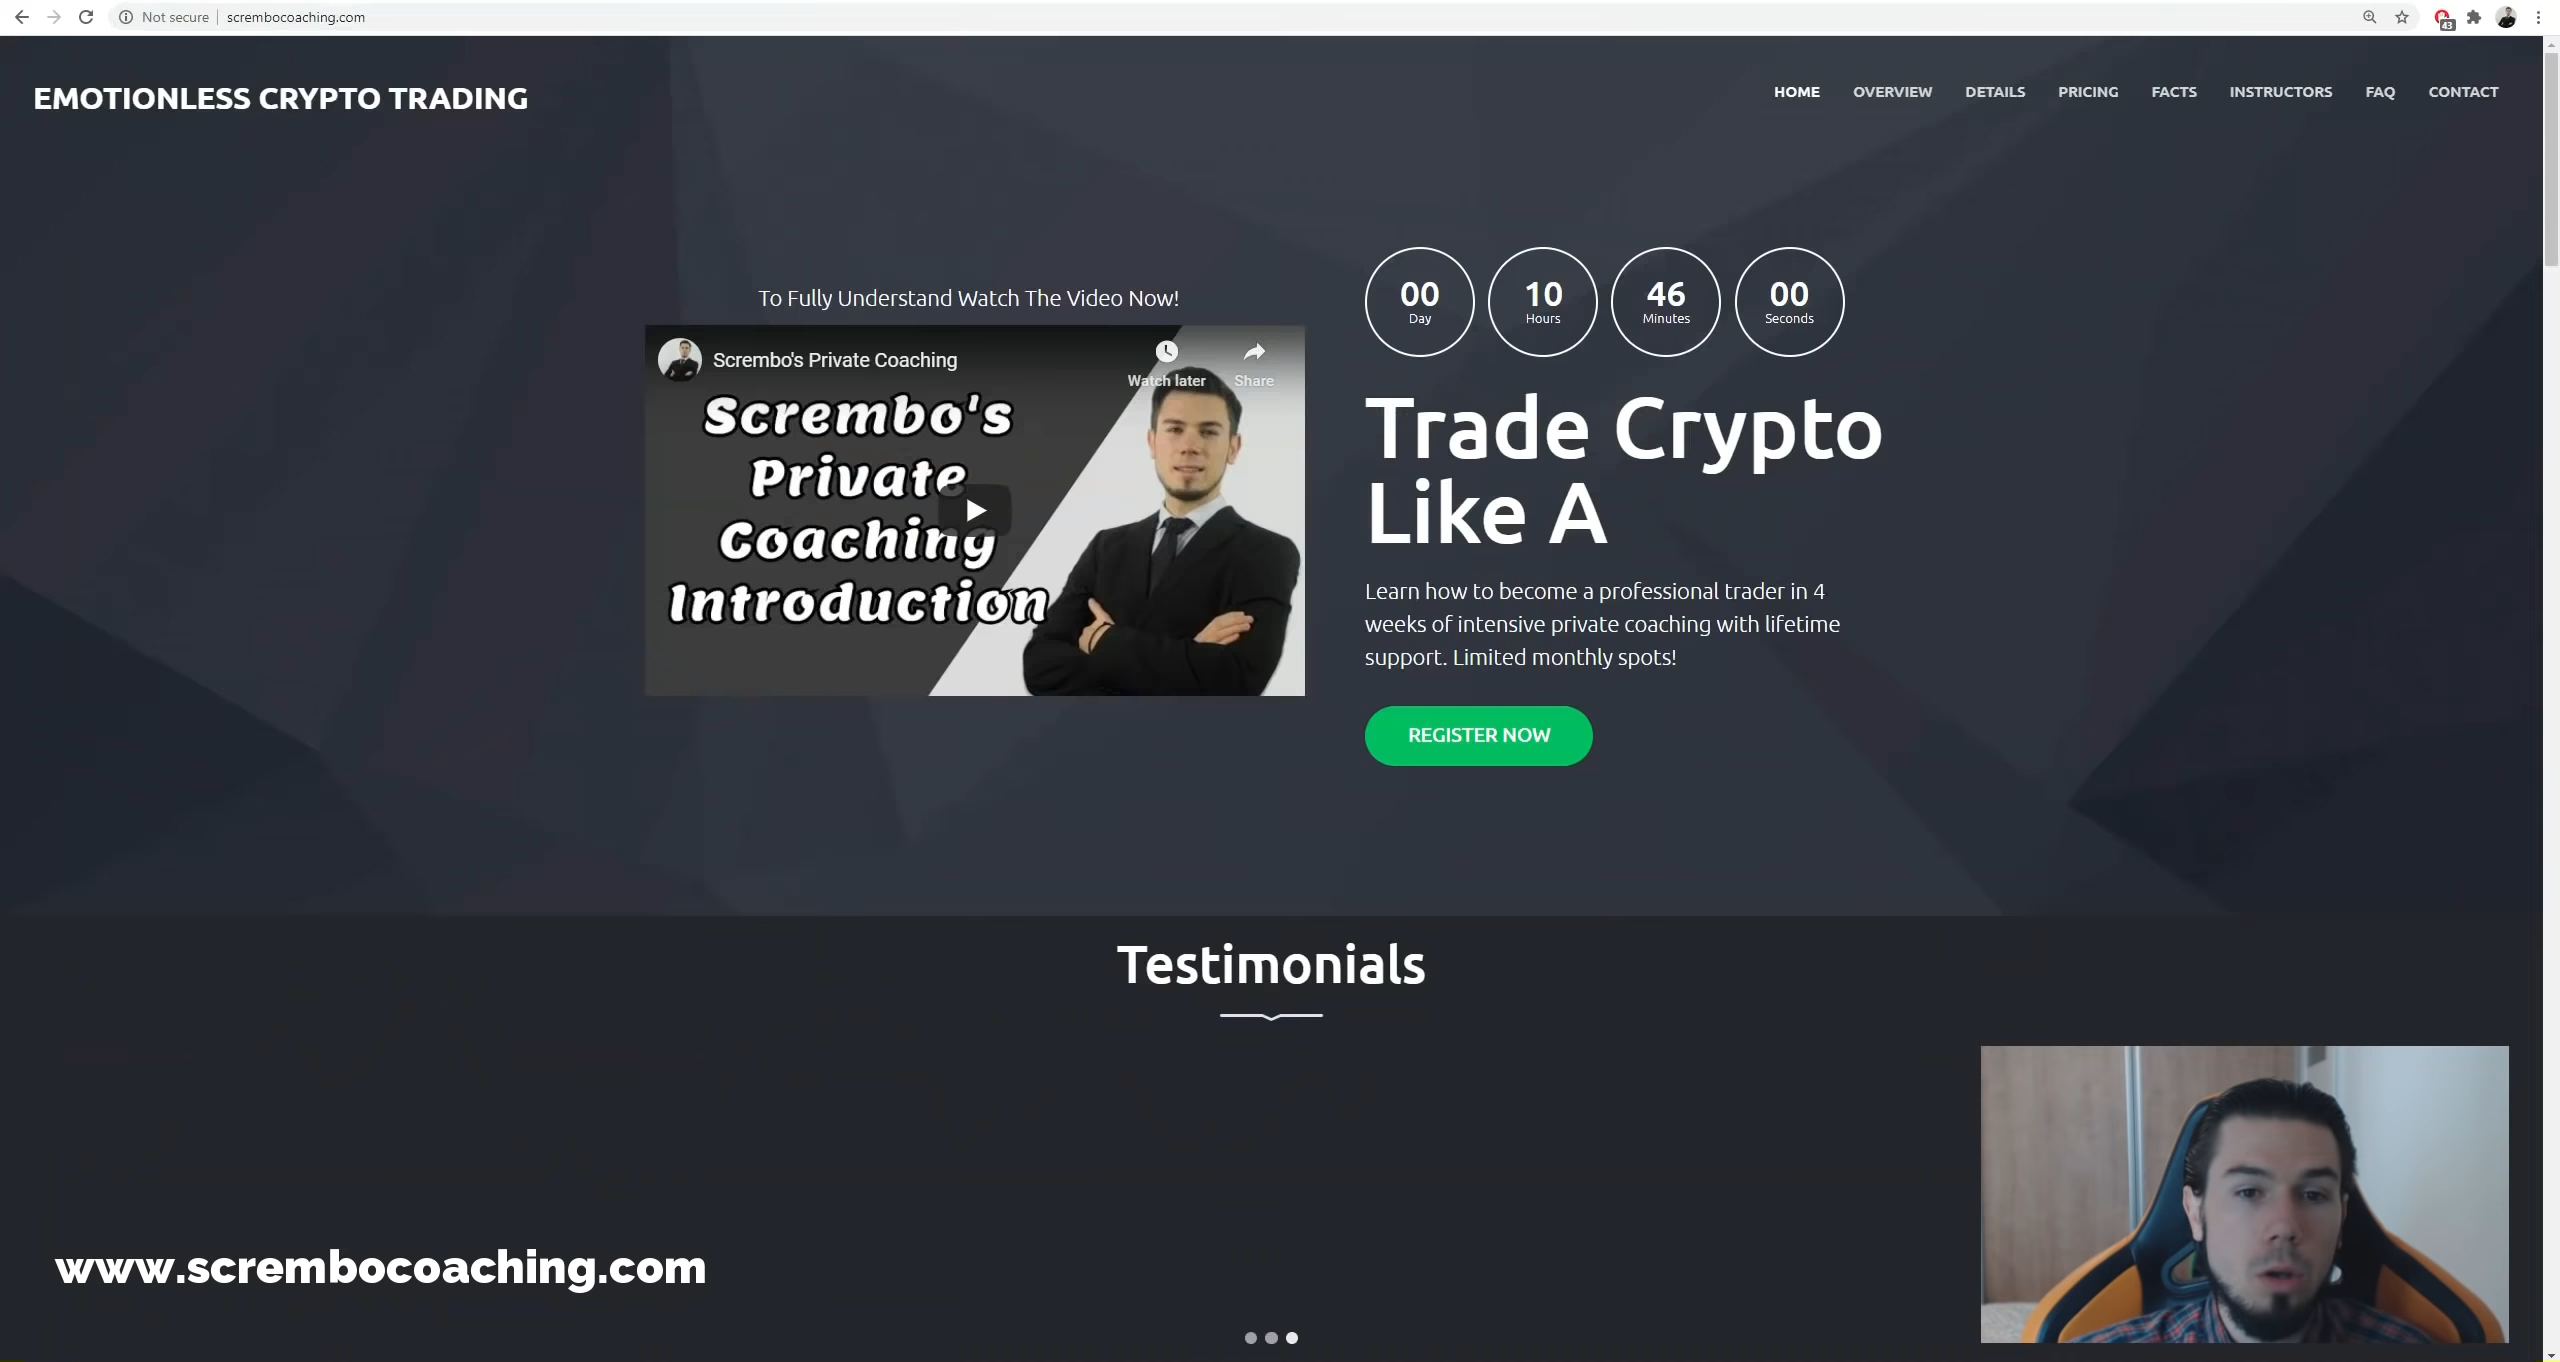 Not secure
scrembocoaching.com
43
EMOTIONLESS CRYPTO TRADING
HOME OVERVIEW DETAILS PRICING FACTS INSTRUCTORS FAQ CONTACT
To Fully Understand Watch The Video Now!
Scrembo's Private Coaching
Watch later
Share
Scrembo's
Private
Coaching
Introduction
00
Day
10
Hours
46
Minutes
00
Seconds
Trade Crypto
Like A
Learn how to become a professional trader in 4
weeks of intensive private coaching with lifetime
support. Limited monthly spots!
REGISTER NOW
Testimonials
www.scrembocoaching.com